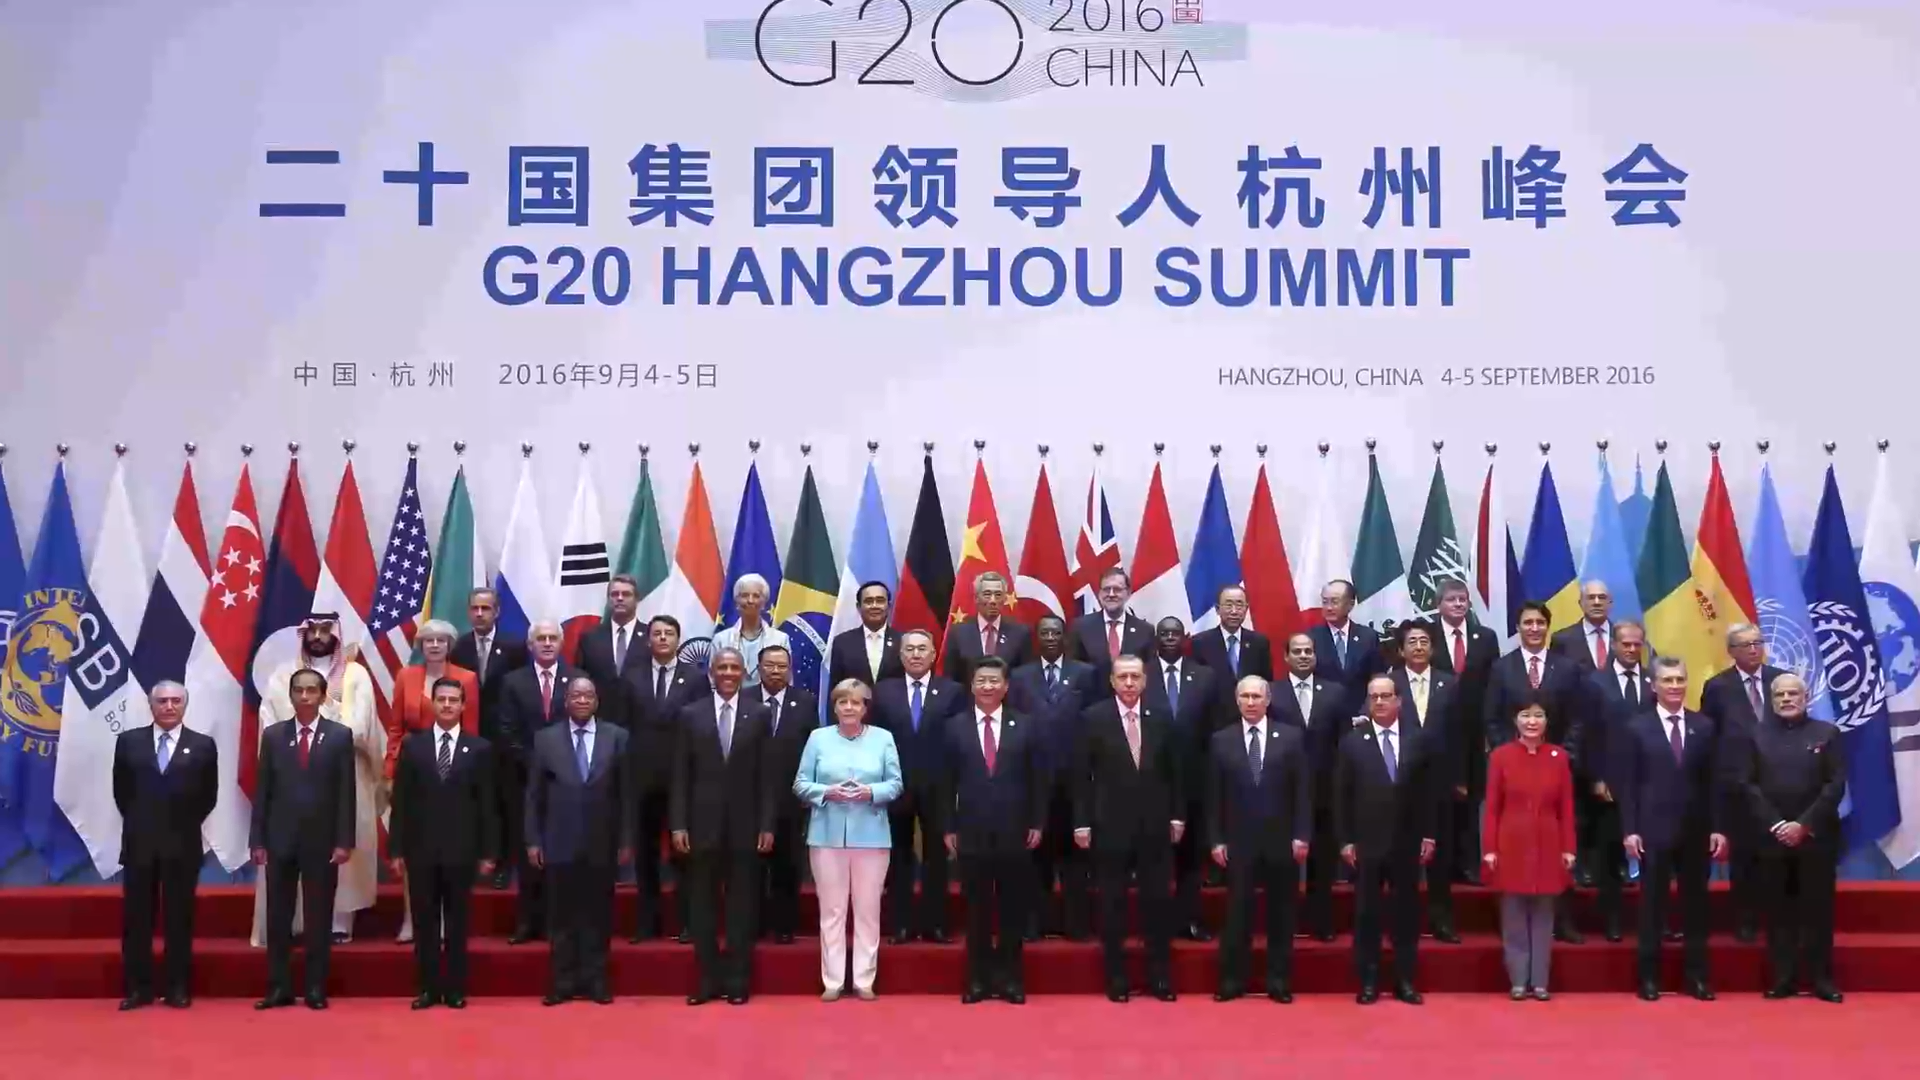 G20 2016 中国
CHINA
二十国集团领导人杭州峰会
G20 HANGZHOU SUMMIT
中国·杭州 2016年9月4-5日
HANGZHOU, CHINA 4-5 SEPTEMBER 2016